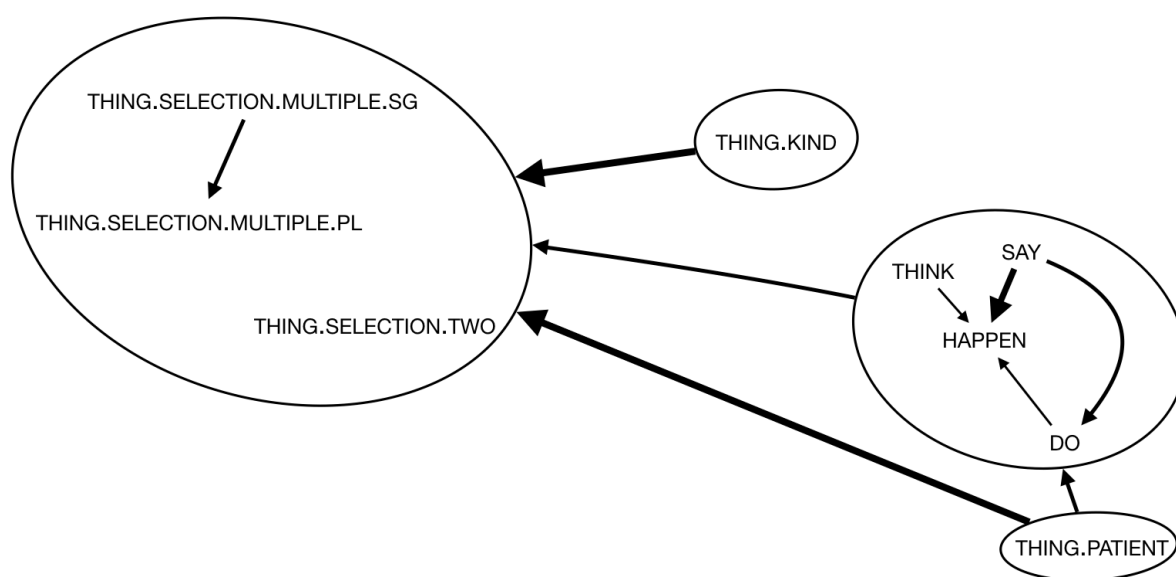 THING.SELECTION.MULTIPLE.SG
THING.KIND
THING.SELECTION.MULTIPLE.PL
SAY
THINK
THING.SELECTION.TWO
HAPPEN
DO
THING.PATIENT